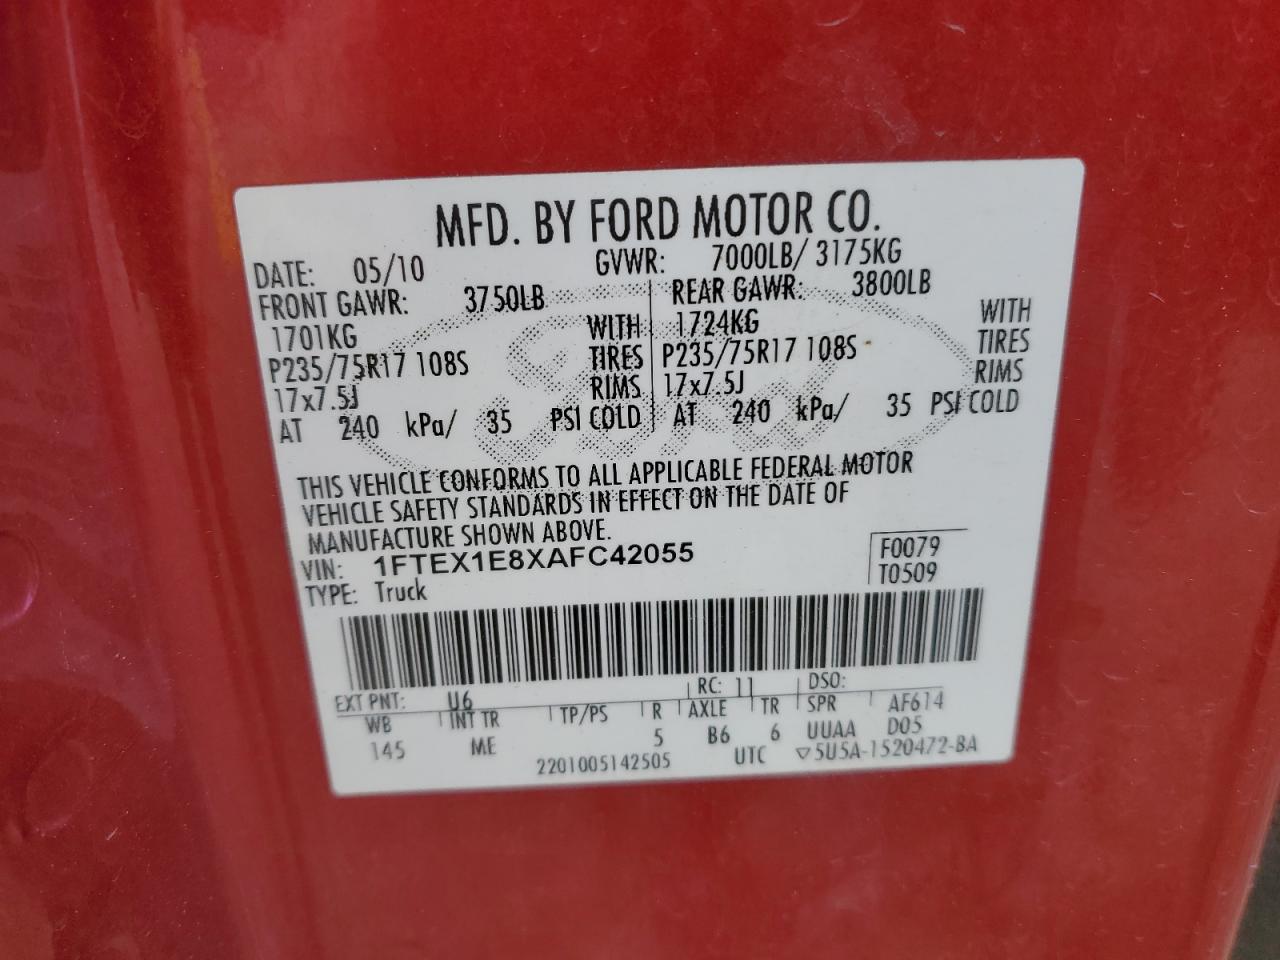 MFD. BY FORD MOTOR CO.
DATE: 05/10 GVWR: 7000LB/ 3175KG
FRONT GAWR: 3750LB REAR GAWR: 3800LB
1701KG WITH 1724KG WITH
P235/75R17 108S TIRES P235/75R17 108S TIRES
17x7.5J RIMS 17x7.5J RIMS
AT 240 kPa/ 35 PSI COLD AT 240 kPa/ 35 PSI COLD
Ford
THIS VEHICLE CONFORMS TO ALL APPLICABLE FEDERAL MOTOR
VEHICLE SAFETY STANDARDS IN EFFECT ON THE DATE OF
MANUFACTURE SHOWN ABOVE.
VIN: 1FTEX1E8XAFC42055 F0079
TYPE: Truck T0509
EXT PNT: U6 RC: 11 DSO:
WB INT TR TP/PS R AXLE TR SPR AF614
145 ME 5 B6 6 UUAA D05
2201005142505 UTC ▽5U5A-1520472-BA